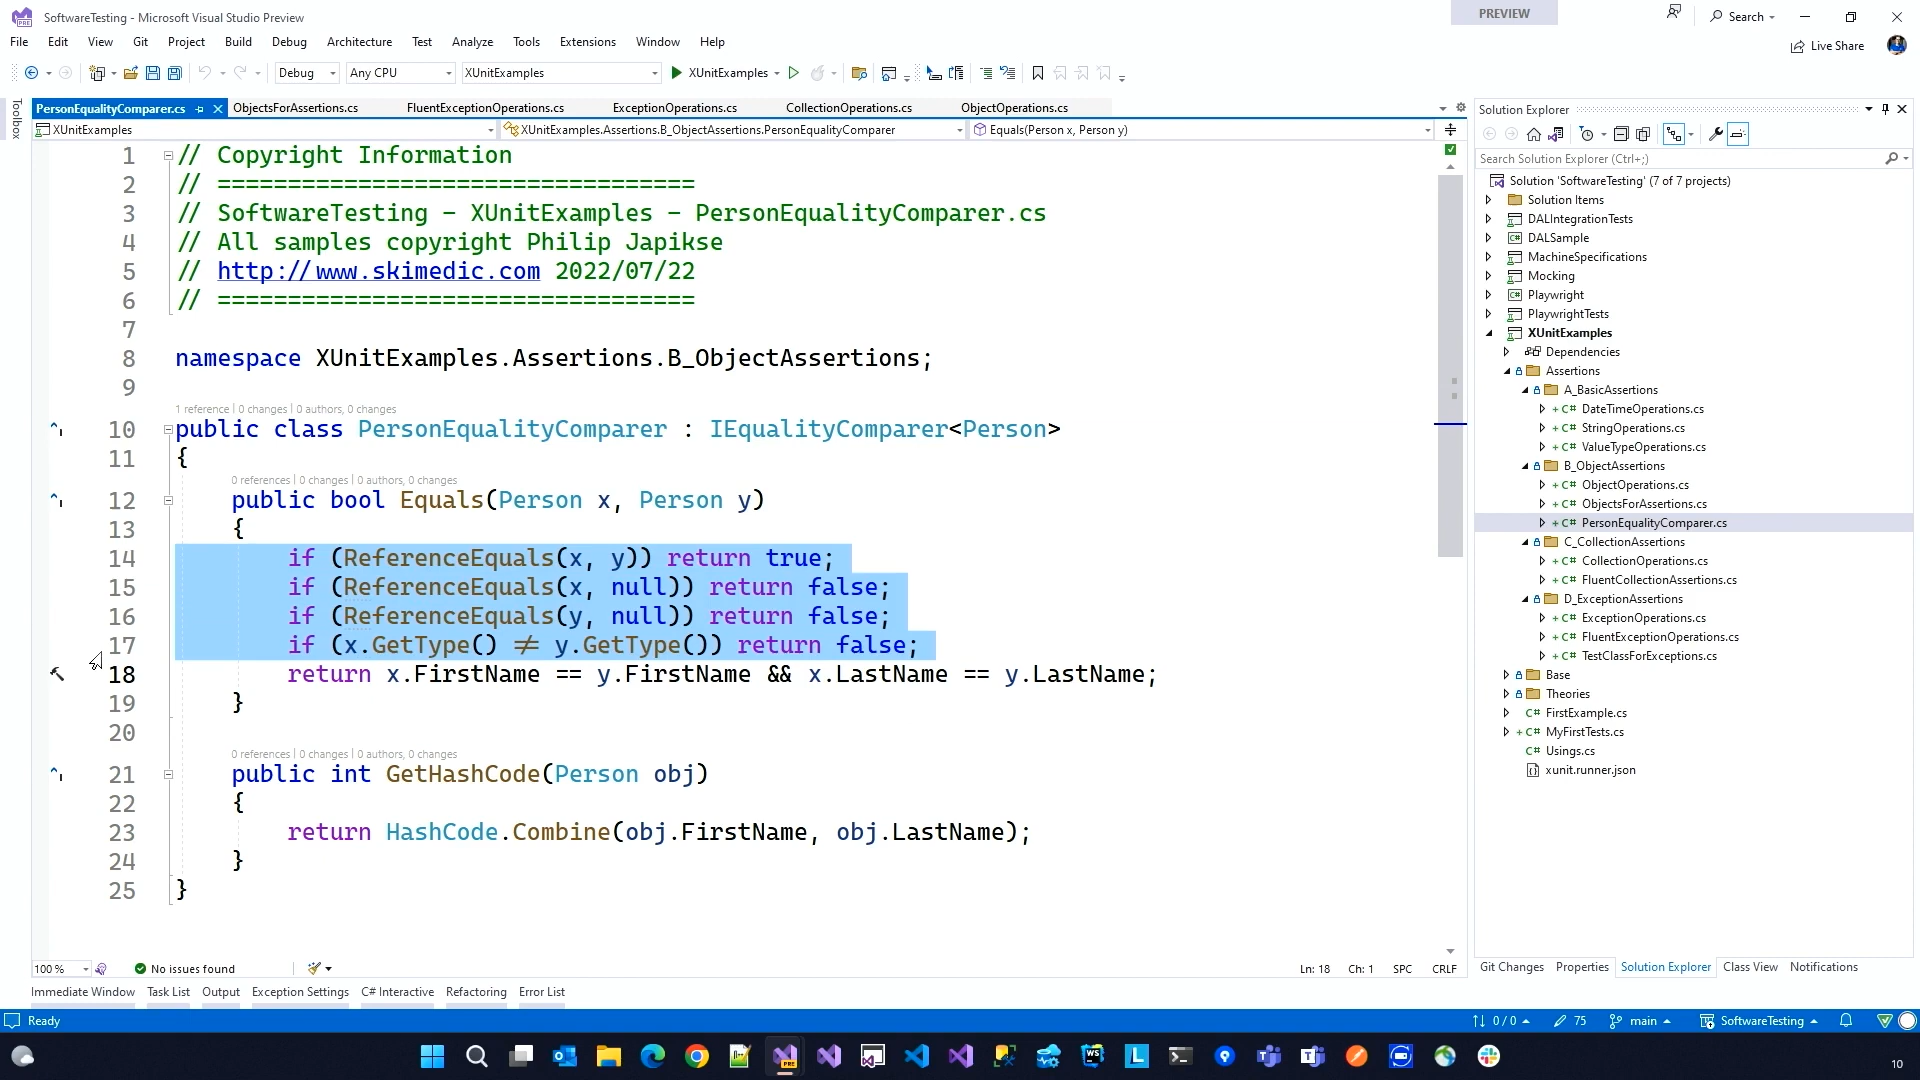 SoftwareTesting - Microsoft Visual Studio Preview
PREVIEW
Search
File Edit View Git Project Build Debug Architecture Test Analyze Tools Extensions Window Help
Live Share
Debug Any CPU XUnitExamples XUnitExamples
Toolbox
PersonEqualityComparer.cs ObjectsForAssertions.cs FluentExceptionOperations.cs ExceptionOperations.cs CollectionOperations.cs ObjectOperations.cs
XUnitExamples XUnitExamples.Assertions.B_ObjectAssertions.PersonEqualityComparer Equals(Person x, Person y)
1 // Copyright Information
2 // ==================================
3 // SoftwareTesting - XUnitExamples - PersonEqualityComparer.cs
4 // All samples copyright Philip Japikse
5 // http://www.skimedic.com 2022/07/22
6 // ==================================
7
8 namespace XUnitExamples.Assertions.B_ObjectAssertions;
9
1 reference | 0 changes | 0 authors, 0 changes
10 public class PersonEqualityComparer : IEqualityComparer<Person>
11 {
0 references | 0 changes | 0 authors, 0 changes
12 public bool Equals(Person x, Person y)
13 {
14 if (ReferenceEquals(x, y)) return true;
15 if (ReferenceEquals(x, null)) return false;
16 if (ReferenceEquals(y, null)) return false;
17 if (x.GetType() ≠ y.GetType()) return false;
18 return x.FirstName == y.FirstName && x.LastName == y.LastName;
19 }
20
0 references | 0 changes | 0 authors, 0 changes
21 public int GetHashCode(Person obj)
22 {
23 return HashCode.Combine(obj.FirstName, obj.LastName);
24 }
25 }
100 % No issues found Ln: 18 Ch: 1 SPC CRLF
Solution Explorer
Search Solution Explorer (Ctrl+;)
Solution 'SoftwareTesting' (7 of 7 projects)
Solution Items
DALIntegrationTests
DALSample
MachineSpecifications
Mocking
Playwright
PlaywrightTests
XUnitExamples
Dependencies
Assertions
A_BasicAssertions
C# DateTimeOperations.cs
C# StringOperations.cs
C# ValueTypeOperations.cs
B_ObjectAssertions
C# ObjectOperations.cs
C# ObjectsForAssertions.cs
C# PersonEqualityComparer.cs
C_CollectionAssertions
C# CollectionOperations.cs
C# FluentCollectionAssertions.cs
D_ExceptionAssertions
C# ExceptionOperations.cs
C# FluentExceptionOperations.cs
C# TestClassForExceptions.cs
Base
Theories
C# FirstExample.cs
C# MyFirstTests.cs
C# Usings.cs
xunit.runner.json
Git Changes Properties Solution Explorer Class View Notifications
Immediate Window Task List Output Exception Settings C# Interactive Refactoring Error List
Ready 0 / 0 75 main SoftwareTesting
10